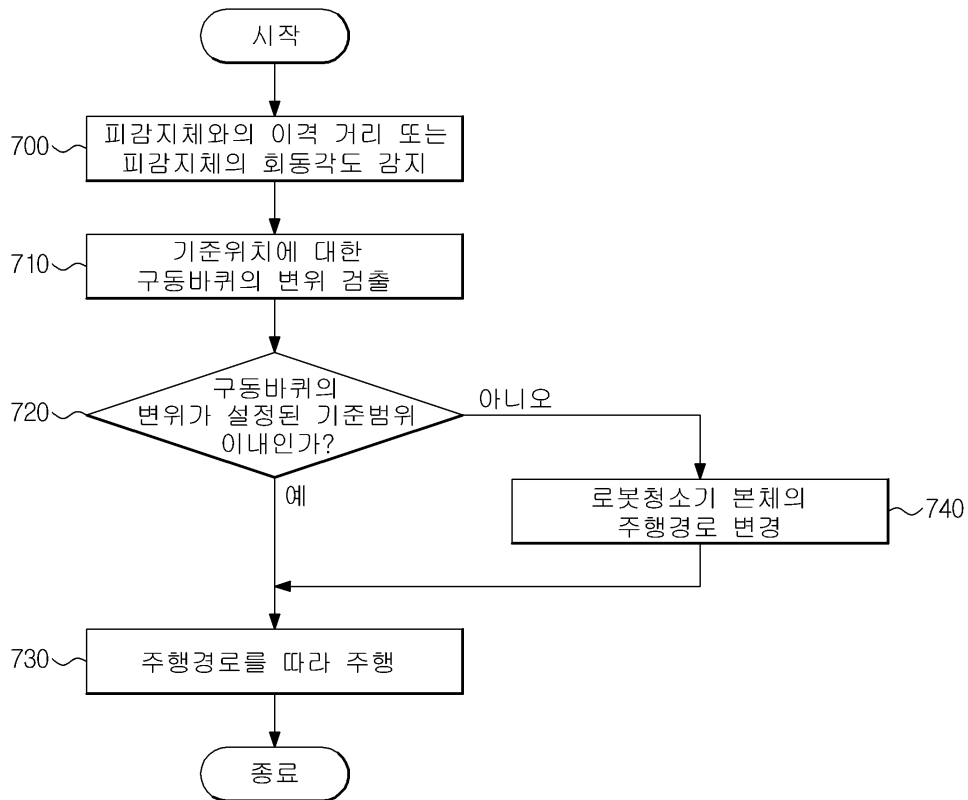 시작
700
피감지체와의 이격 거리 또는
피감지체의 회동각도 감지
710
기준위치에 대한
구동바퀴의 변위 검출
720
구동바퀴의
변위가 설정된 기준범위
이내인가?
아니오
예
로봇청소기 본체의
주행경로 변경
740
730
주행경로를 따라 주행
종료